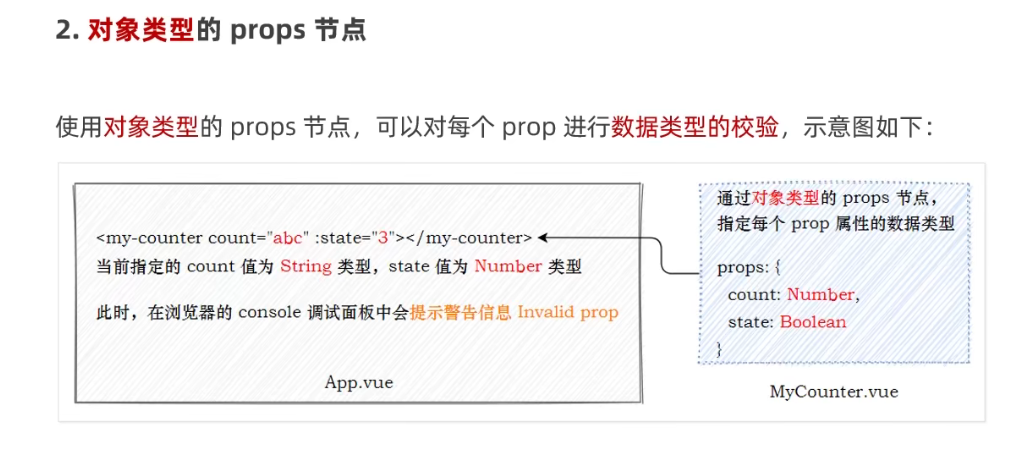 2. 对象类型的 props 节点
使用对象类型的 props 节点，可以对每个 prop 进行数据类型的校验，示意图如下：
<my-counter count="abc" :state="3"></my-counter>
当前指定的 count 值为 String 类型，state 值为 Number 类型
此时，在浏览器的 console 调试面板中会提示警告信息 Invalid prop
App.vue
通过对象类型的 props 节点，
指定每个 prop 属性的数据类型
props: {
count: Number,
state: Boolean
}
MyCounter.vue